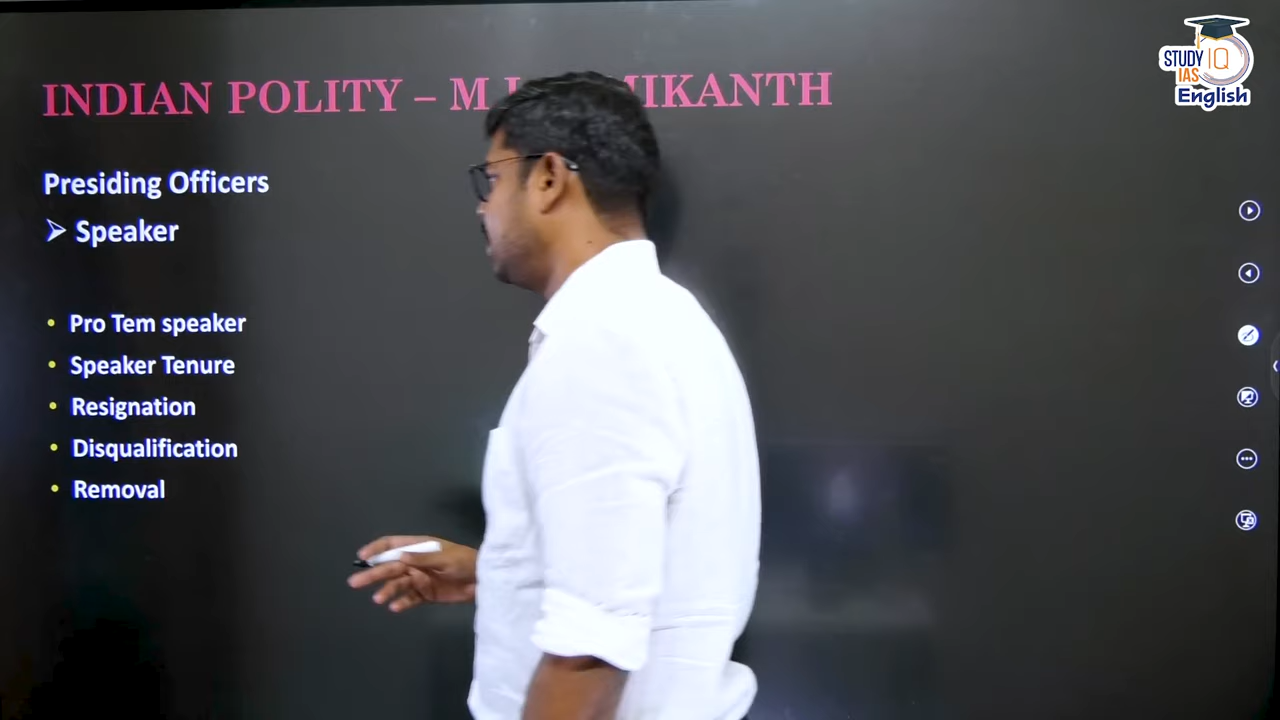 INDIAN POLITY – M MIKANTH
Presiding Officers
➢ Speaker
• Pro Tem speaker
• Speaker Tenure
• Resignation
• Disqualification
• Removal
STUDY IQ
IAS
English